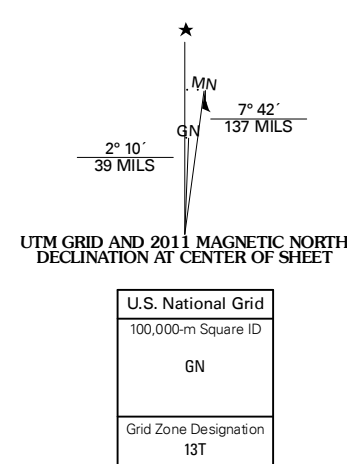 ★
MN
7° 42´
137 MILS
GN
2° 10´
39 MILS
UTM GRID AND 2011 MAGNETIC NORTH
DECLINATION AT CENTER OF SHEET
U.S. National Grid
100,000-m Square ID
GN
Grid Zone Designation
13T